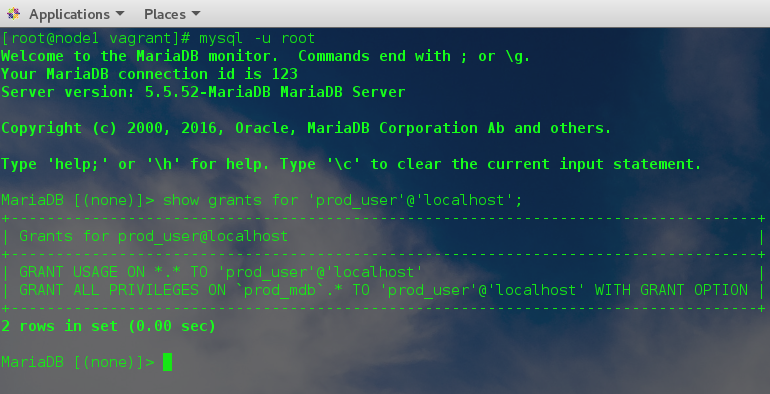 Applications Places
[root@node1 vagrant]# mysql -u root
Welcome to the MariaDB monitor.  Commands end with ; or \g.
Your MariaDB connection id is 123
Server version: 5.5.52-MariaDB MariaDB Server
Copyright (c) 2000, 2016, Oracle, MariaDB Corporation Ab and others.
Type 'help;' or '\h' for help. Type '\c' to clear the current input statement.
MariaDB [(none)]> show grants for 'prod_user'@'localhost';
+----------------------------------------------------------------------------------+
| Grants for prod_user@localhost                                                   |
+----------------------------------------------------------------------------------+
| GRANT USAGE ON *.* TO 'prod_user'@'localhost'                                    |
| GRANT ALL PRIVILEGES ON `prod_mdb`.* TO 'prod_user'@'localhost' WITH GRANT OPTION |
+----------------------------------------------------------------------------------+
2 rows in set (0.00 sec)
MariaDB [(none)]>